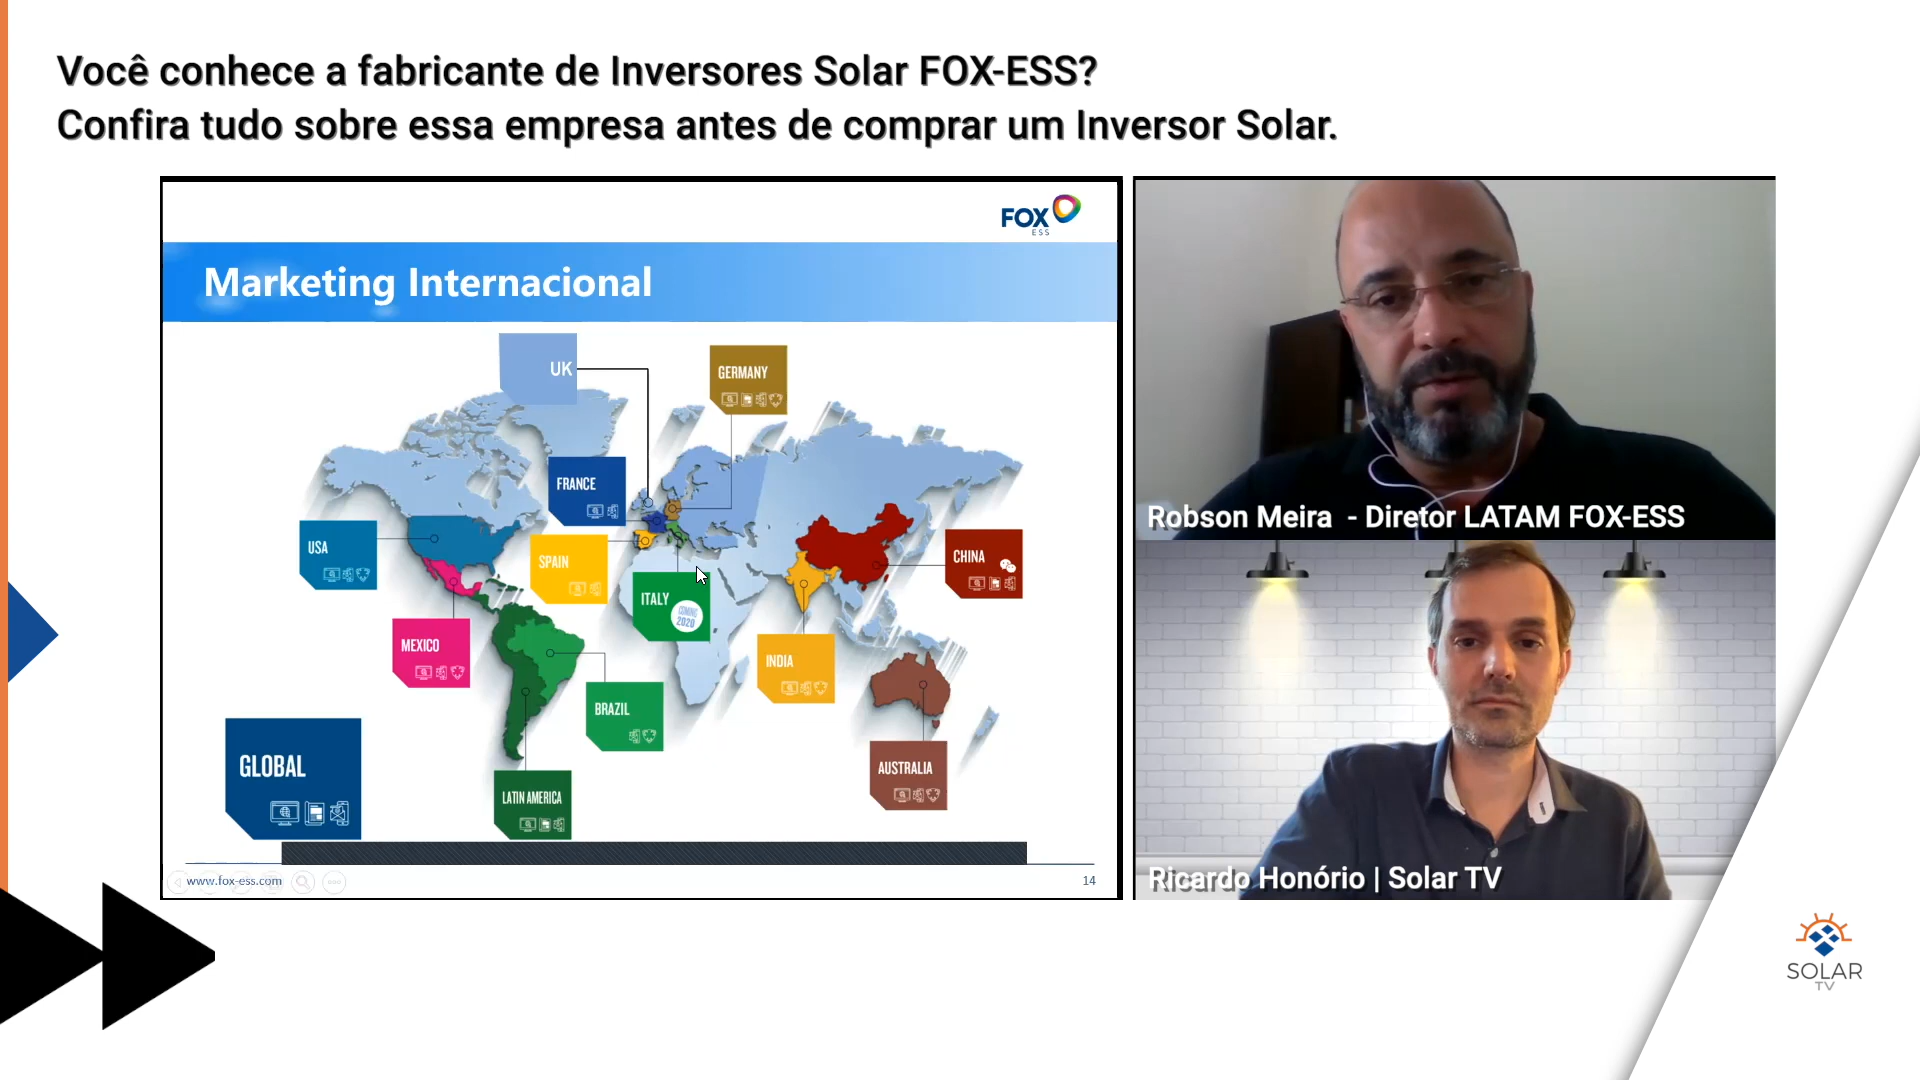 Você conhece a fabricante de Inversores Solar FOX-ESS?
Confira tudo sobre essa empresa antes de comprar um Inversor Solar.
FOX
ESS
Marketing Internacional
UK
GERMANY
FRANCE
USA
SPAIN
CHINA
ITALY
COMING
2020
MEXICO
INDIA
BRAZIL
GLOBAL
AUSTRALIA
LATIN AMERICA
www.fox-ess.com
14
Robson Meira - Diretor LATAM FOX-ESS
Ricardo Honório | Solar TV
SOLAR
TV